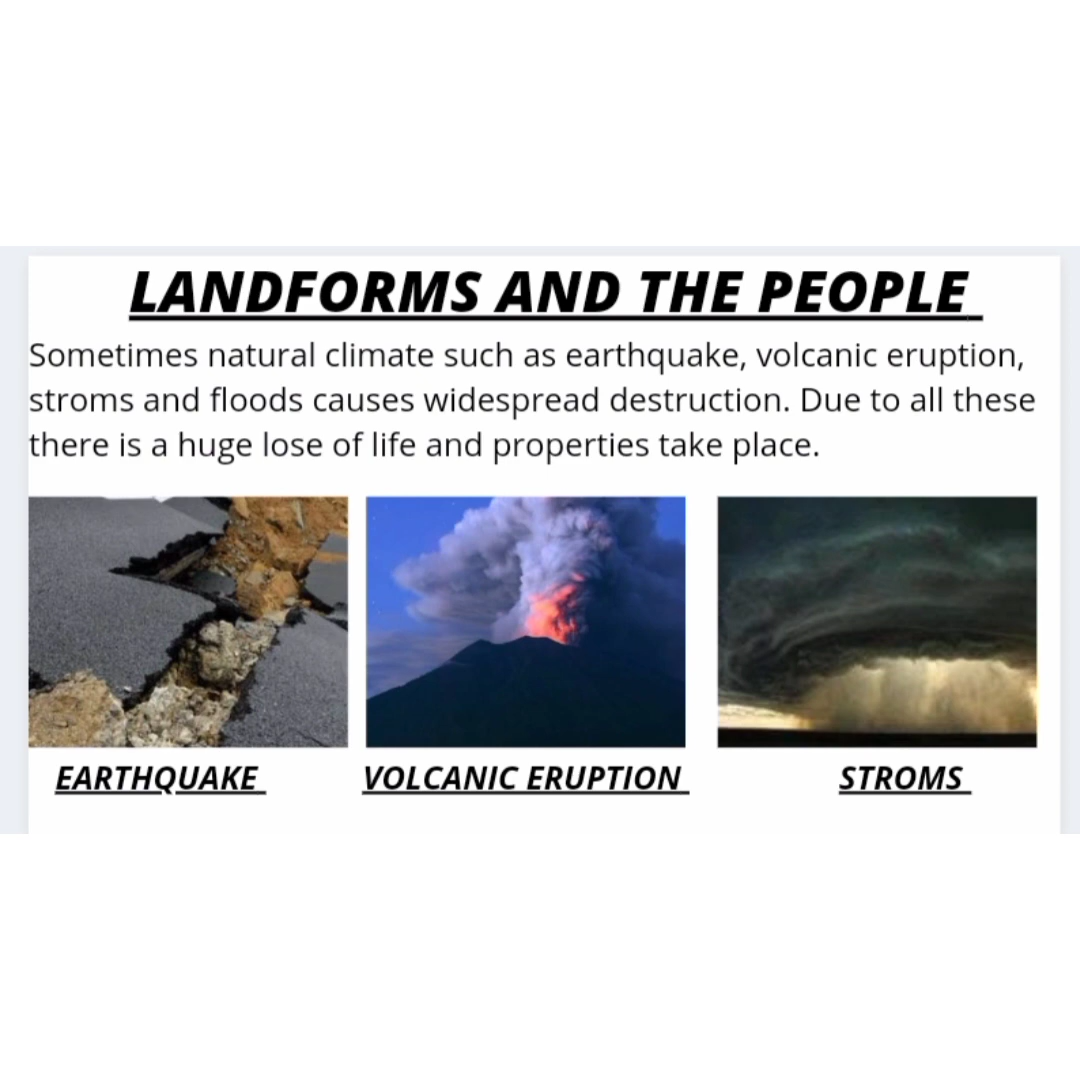 LANDFORMS AND THE PEOPLE
Sometimes natural climate such as earthquake, volcanic eruption,
stroms and floods causes widespread destruction. Due to all these
there is a huge lose of life and properties take place.
EARTHQUAKE
VOLCANIC ERUPTION
STROMS